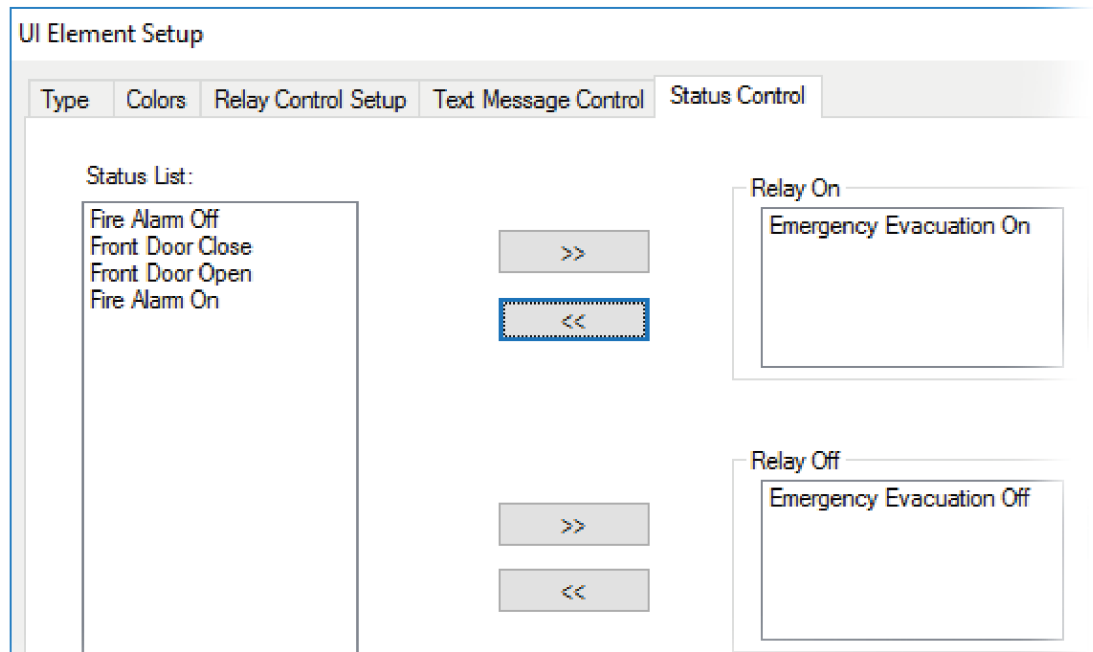 UI Element Setup
Type Colors Relay Control Setup Text Message Control Status Control
Status List:
Fire Alarm Off
Front Door Close
Front Door Open
Fire Alarm On
>>
<<
Relay On
Emergency Evacuation On
>>
<<
Relay Off
Emergency Evacuation Off